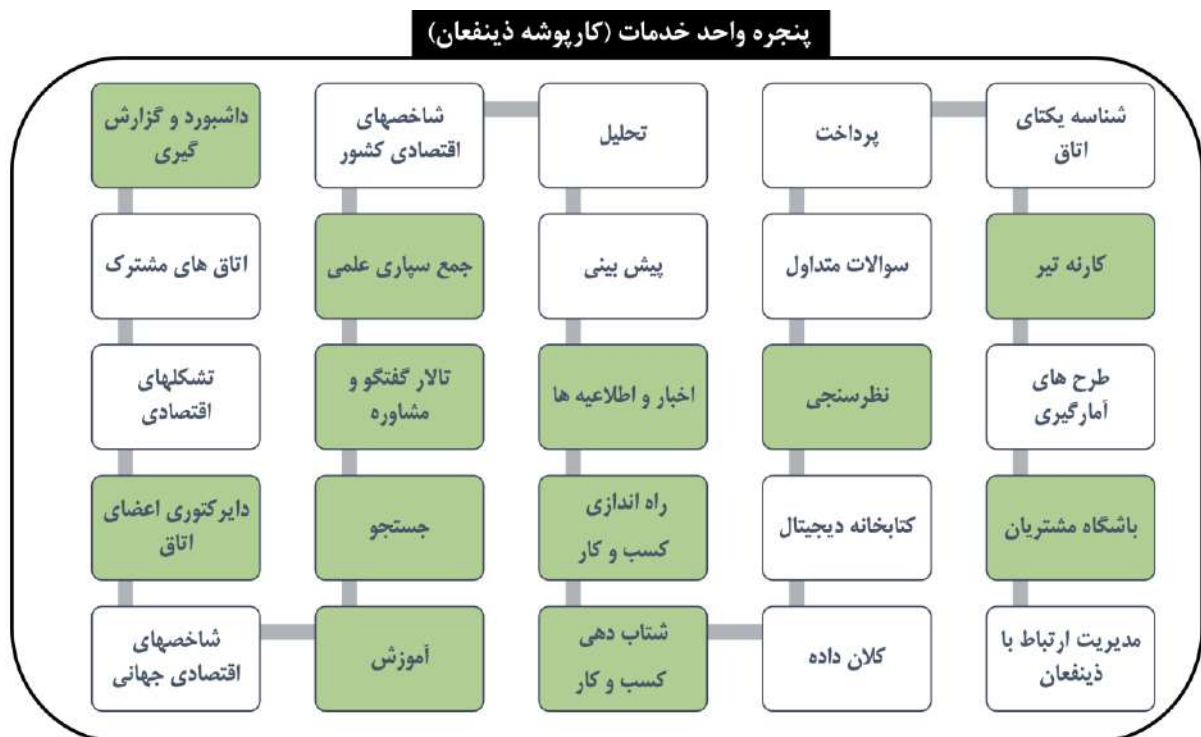 پنجره واحد خدمات (کارپوشه ذینفعان)
شناسه یکتای
اتاق
پرداخت
تحلیل
شاخصهای
اقتصادی کشور
داشبورد و گزارش
گیری
کارنه تیر
سوالات متداول
پیش بینی
جمع سپاری علمی
اتاق های مشترک
طرح های
آمارگیری
نظرسنجی
اخبار و اطلاعیه ها
تالار گفتگو و
مشاوره
تشکلهای
اقتصادی
باشگاه مشتریان
کتابخانه دیجیتال
راه اندازی
کسب و کار
جستجو
دایرکتوری اعضای
اتاق
مدیریت ارتباط با
ذینفعان
کلان داده
شتاب دهی
کسب و کار
آموزش
شاخصهای
اقتصادی جهانی